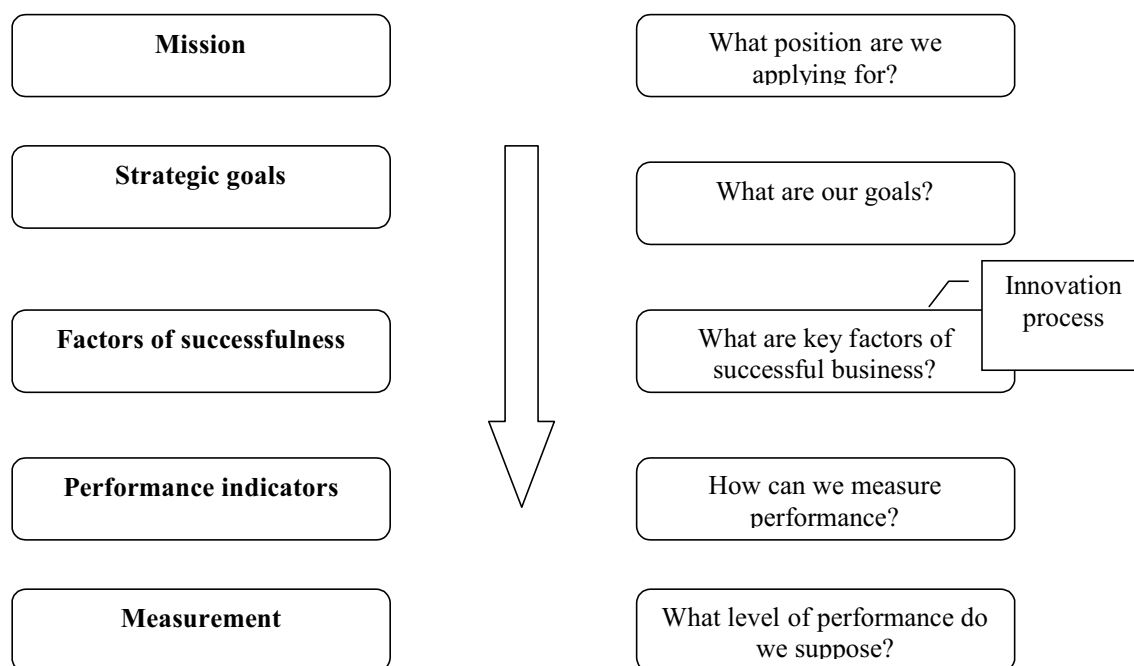 Mission
What position are we
applying for?
Strategic goals
What are our goals?
Innovation
process
Factors of successfulness
What are key factors of
successful business?
Performance indicators
How can we measure
performance?
Measurement
What level of performance do
we suppose?